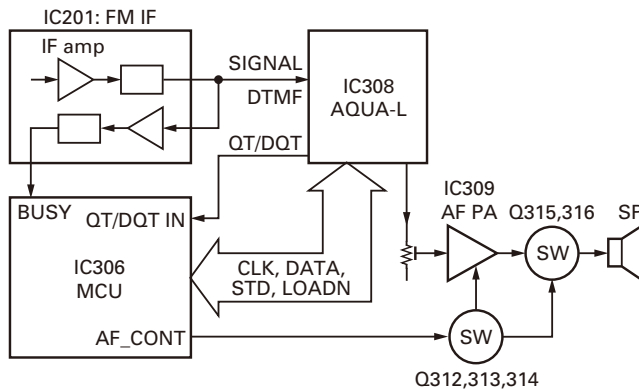 IC201: FM IF
IF amp
SIGNAL
DTMF
IC308
AQUA-L
QT/DQT
BUSY
QT/DQT IN
IC306
MCU
AF_CONT
CLK, DATA,
STD, LOADN
IC309
AF PA
Q315,316
SW
SP
SW
Q312,313,314